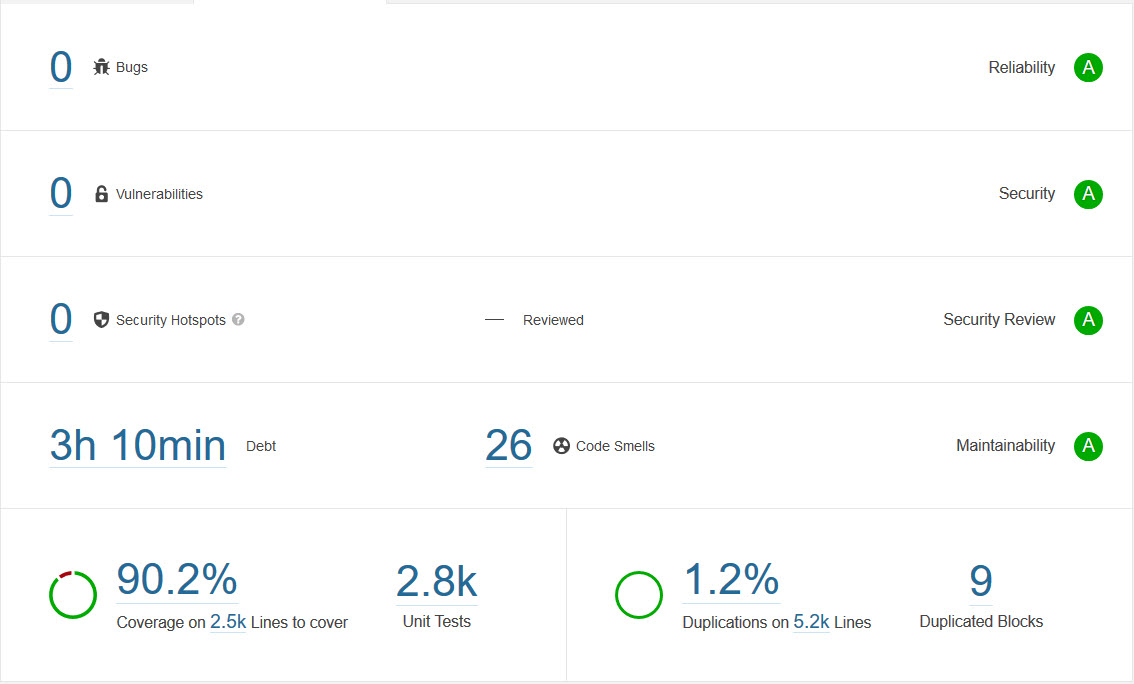 0 Bugs Reliability A
0 Vulnerabilities Security A
0 Security Hotspots ? — Reviewed Security Review A
3h 10min Debt 26 Code Smells Maintainability A
90.2% 2.8k 1.2% 9
Coverage on 2.5k Lines to cover Unit Tests Duplications on 5.2k Lines Duplicated Blocks